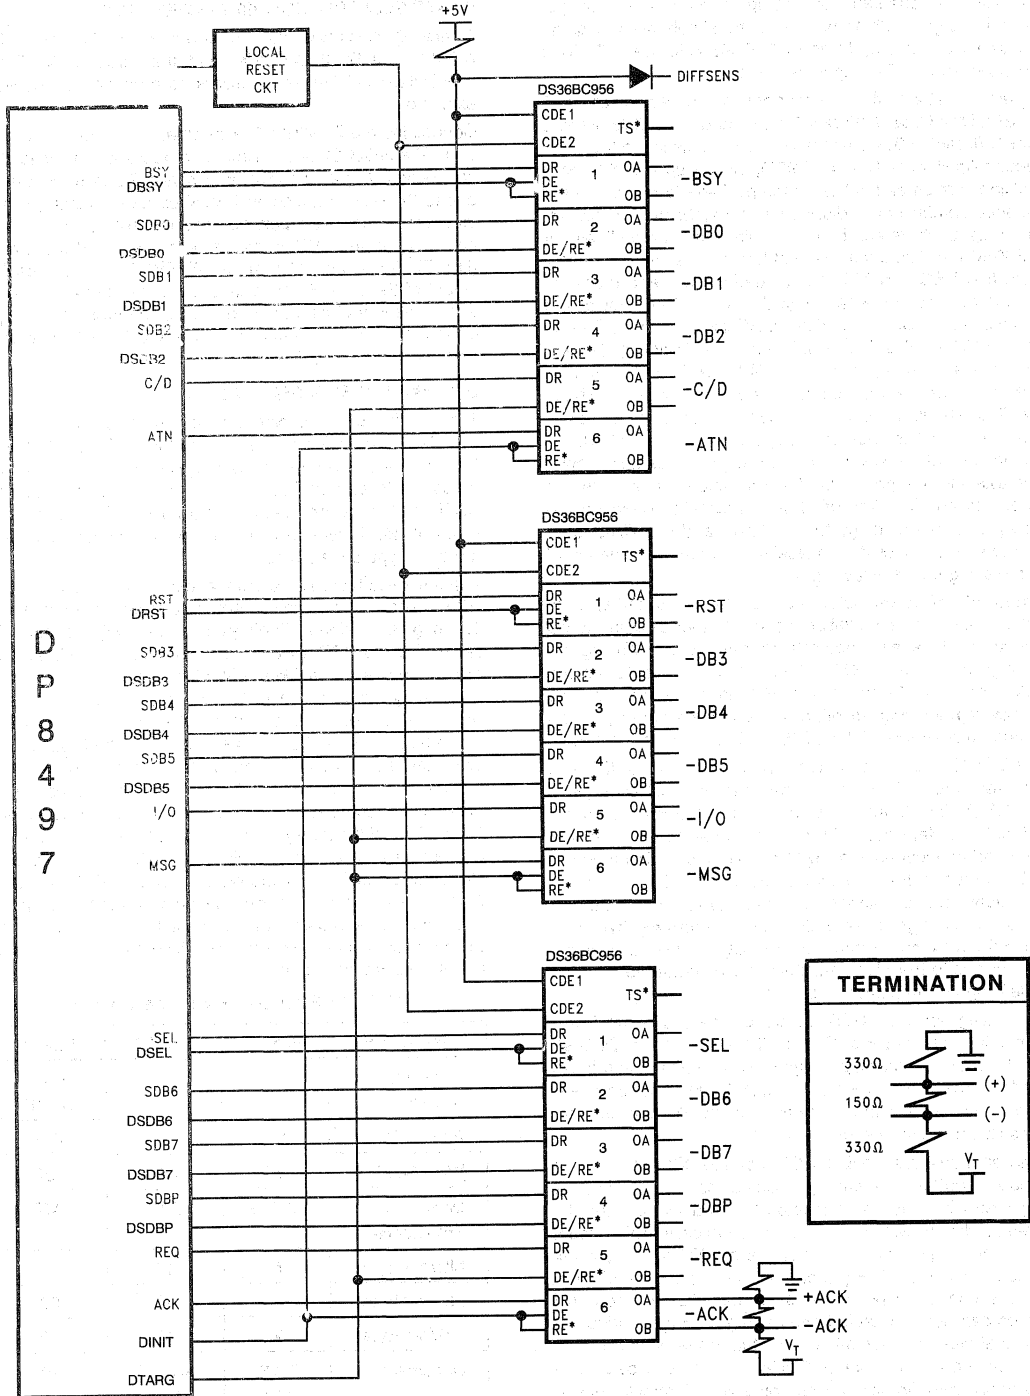 +5V
LOCAL
RESET
CKT
DIFFSENS
DS36BC956
CDE1
TS*
CDE2
BSY
DR 1 OA
-BSY
DBSY
DE
RE* OB
SDB0
DR 2 OA
-DB0
DSDB0
DE/RE* OB
SDB1
DR 3 OA
-DB1
DSDB1
DE/RE* OB
SDB2
DR 4 OA
-DB2
DSDB2
DE/RE* OB
C/D
DR 5 OA
-C/D
DE/RE* OB
ATN
DR 6 OA
-ATN
DE
RE* OB
DS36BC956
CDE1
TS*
CDE2
RST
DR 1 OA
-RST
DRST
DE
RE* OB
SDB3
DR 2 OA
-DB3
DSDB3
DE/RE* OB
SDB4
DR 3 OA
-DB4
DSDB4
DE/RE* OB
SDB5
DR 4 OA
-DB5
DSDB5
DE/RE* OB
I/O
DR 5 OA
-I/O
DE/RE* OB
MSG
DR 6 OA
-MSG
DE
RE* OB
D
P
8
4
9
7
DS36BC956
CDE1
TS*
CDE2
SEL
DR 1 OA
-SEL
DSEL
DE
RE* OB
SDB6
DR 2 OA
-DB6
DSDB6
DE/RE* OB
SDB7
DR 3 OA
-DB7
DSDB7
DE/RE* OB
SDBP
DR 4 OA
-DBP
DSDBP
DE/RE* OB
REQ
DR 5 OA
-REQ
DE/RE* OB
ACK
DR 6 OA
-ACK
DE
RE* OB
+ACK
-ACK
VT
DINIT
DTARG
TERMINATION
330Ω
(+)
150Ω
(-)
330Ω
VT